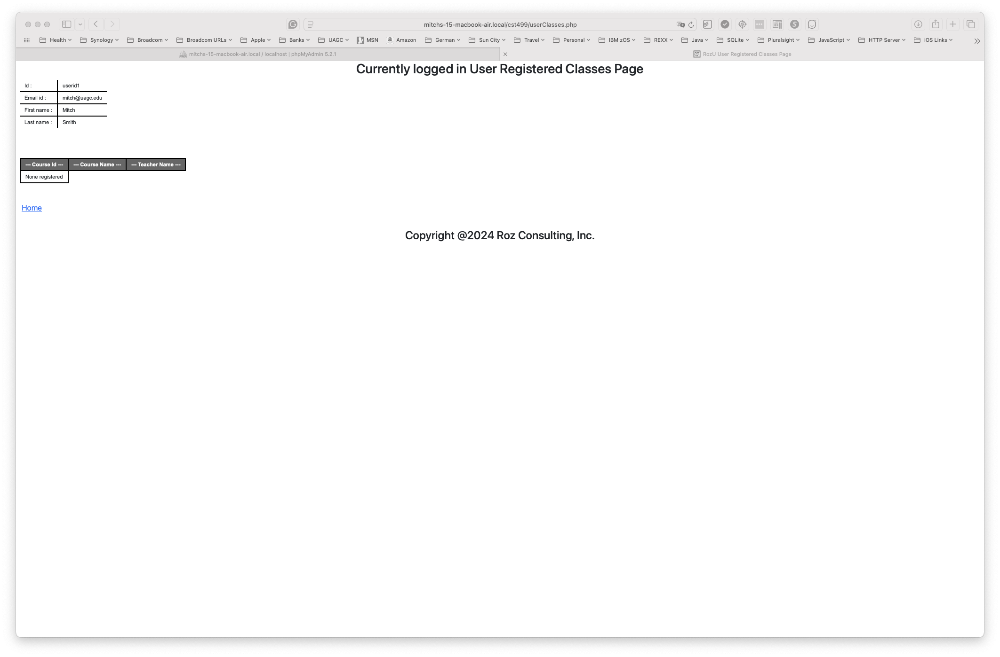 mitchs-15-macbook-air.local/cst499/userClasses.php
Health Synology Broadcom Broadcom URLs Apple Banks UAGC MSN Amazon German Sun City Travel Personal IBM zOS REXX Java SQLite Pluralsight JavaScript HTTP Server iOS Links
mitchs-15-macbook-air.local / localhost | phpMyAdmin 5.2.1 RozU User Registered Classes Page
Currently logged in User Registered Classes Page
Id : userid1
Email id : mitch@uagc.edu
First name : Mitch
Last name : Smith
--- Course Id --- --- Course Name --- --- Teacher Name ---
None registered
Home
Copyright @2024 Roz Consulting, Inc.